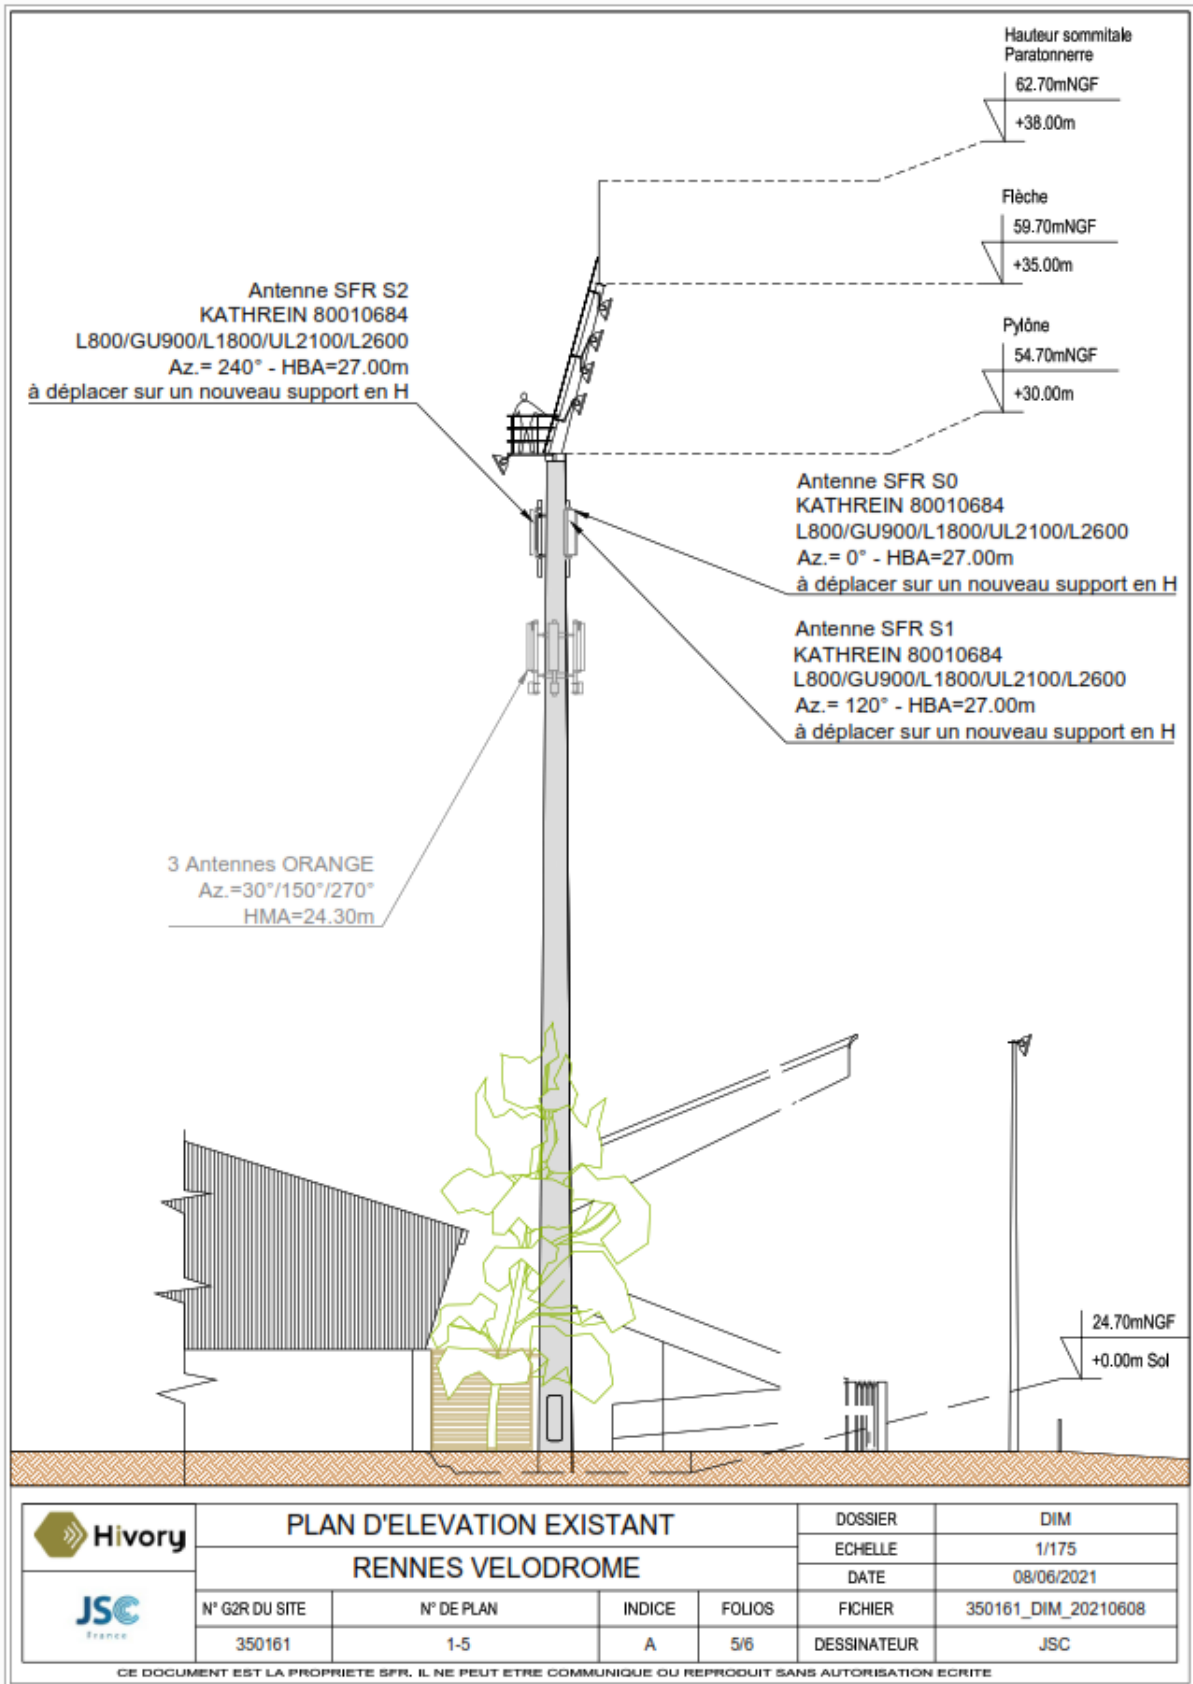 Hauteur sommitale
Paratonnerre
62.70mNGF
+38.00m
Flèche
59.70mNGF
+35.00m
Pylône
54.70mNGF
+30.00m
Antenne SFR S2
KATHREIN 80010684
L800/GU900/L1800/UL2100/L2600
Az.= 240° - HBA=27.00m
à déplacer sur un nouveau support en H
Antenne SFR S0
KATHREIN 80010684
L800/GU900/L1800/UL2100/L2600
Az.= 0° - HBA=27.00m
à déplacer sur un nouveau support en H
Antenne SFR S1
KATHREIN 80010684
L800/GU900/L1800/UL2100/L2600
Az.= 120° - HBA=27.00m
à déplacer sur un nouveau support en H
3 Antennes ORANGE
Az.=30°/150°/270°
HMA=24.30m
24.70mNGF
+0.00m Sol
Hivory
JSC
France
PLAN D'ELEVATION EXISTANT
RENNES VELODROME
N° G2R DU SITE
N° DE PLAN
INDICE
FOLIOS
350161
1-5
A
5/6
DOSSIER
DIM
ECHELLE
1/175
DATE
08/06/2021
FICHIER
350161_DIM_20210608
DESSINATEUR
JSC
CE DOCUMENT EST LA PROPRIETE SFR. IL NE PEUT ETRE COMMUNIQUE OU REPRODUIT SANS AUTORISATION ECRITE